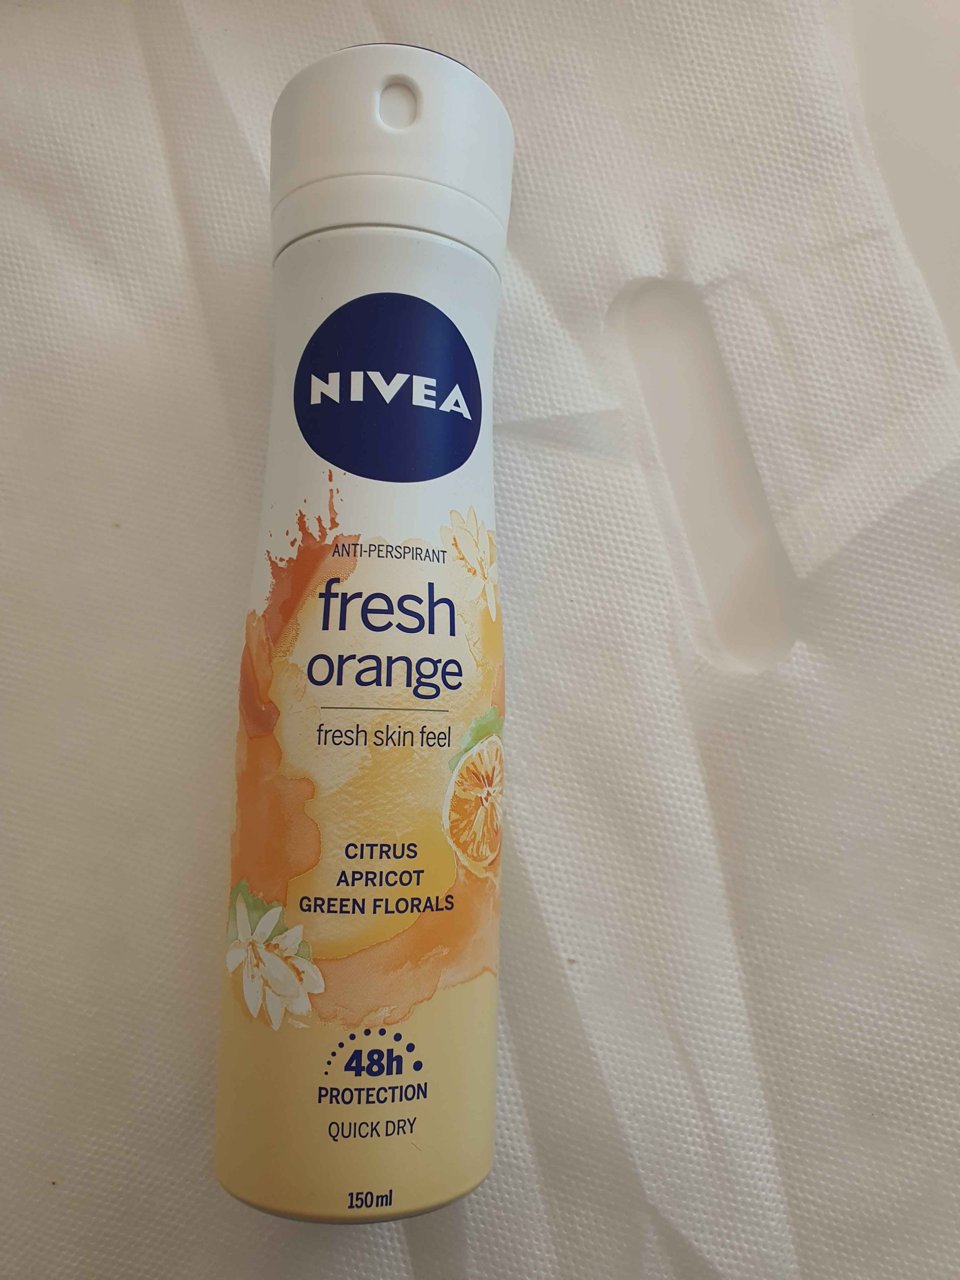 NIVEA
ANTI-PERSPIRANT
fresh
orange
fresh skin feel
CITRUS
APRICOT
GREEN FLORALS
48h
PROTECTION
QUICK DRY
150ml